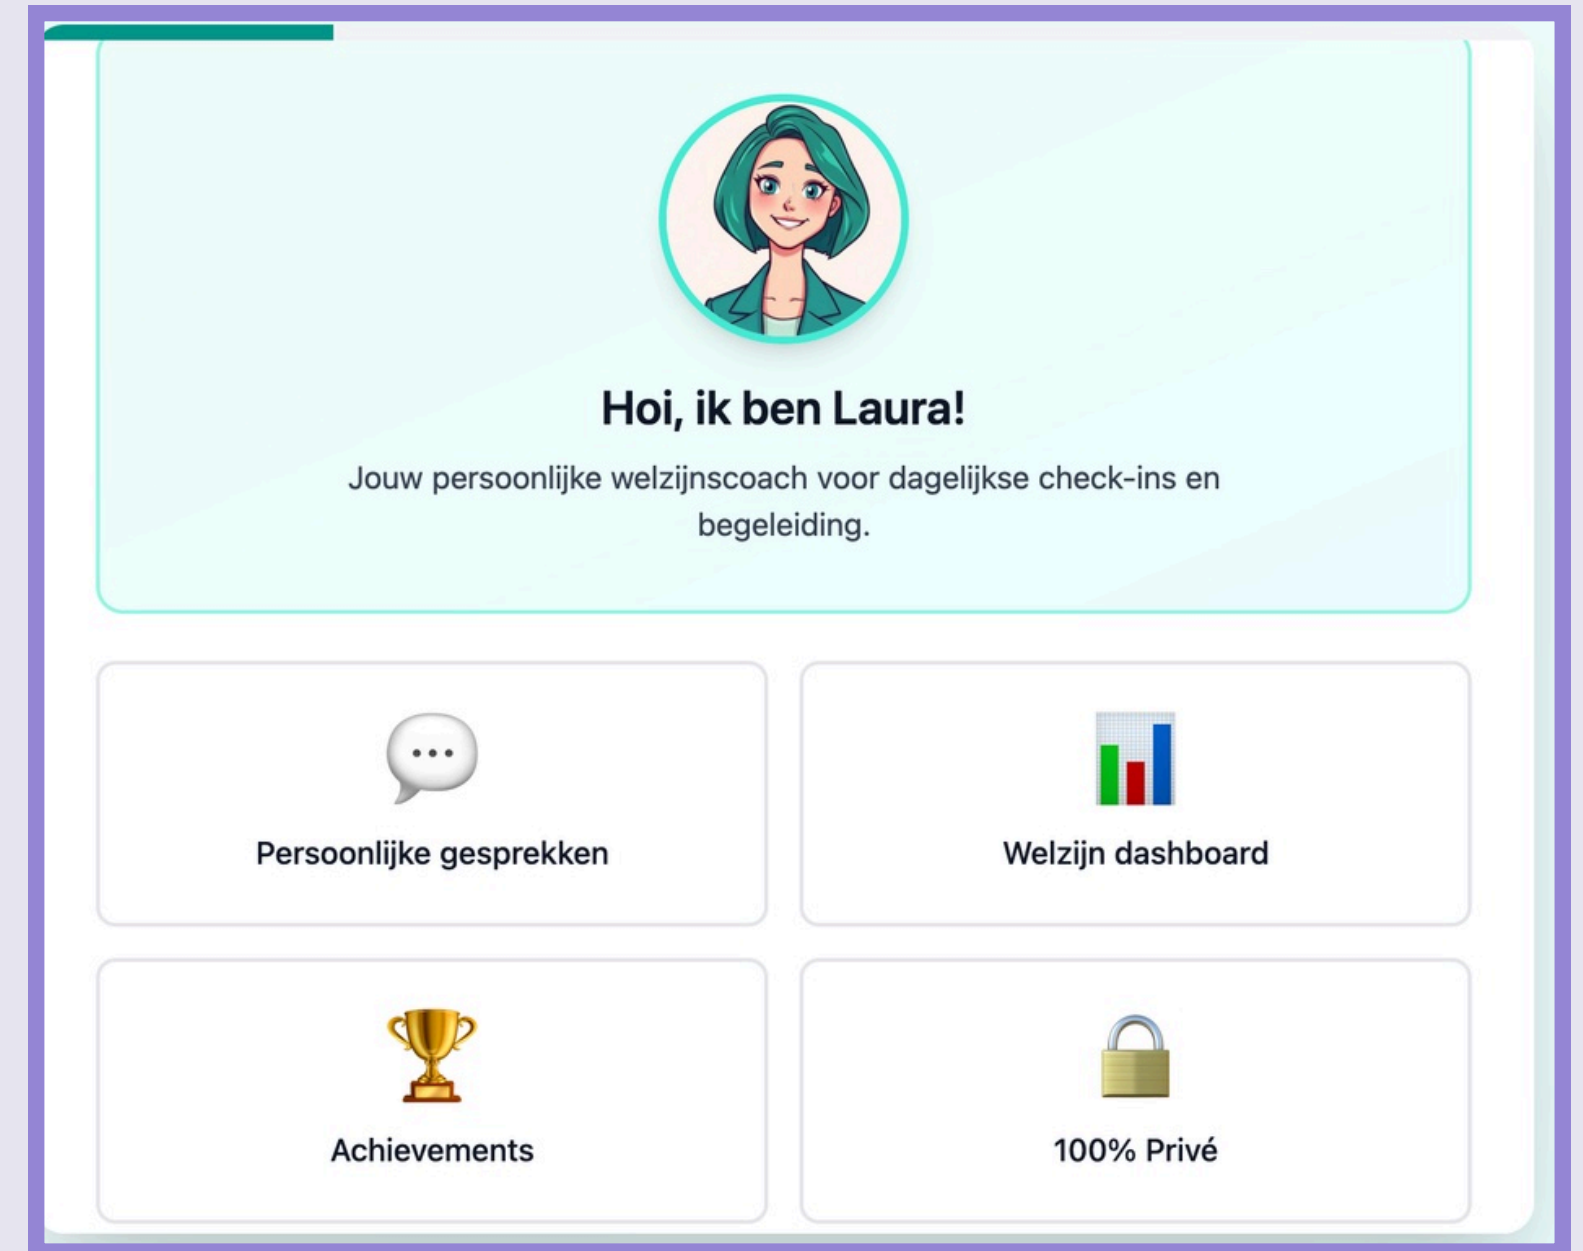 Hoi, ik ben Laura!
Jouw persoonlijke welzijnscoach voor dagelijkse check-ins en
begeleiding.
Persoonlijke gesprekken
Welzijn dashboard
Achievements
100% Privé